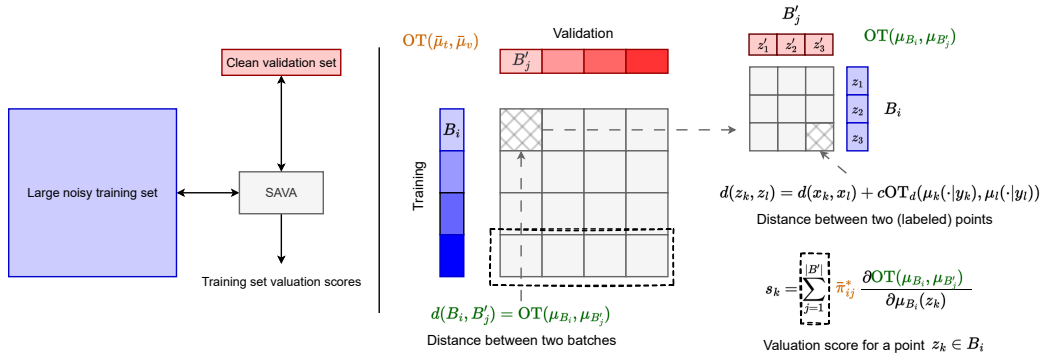 Clean validation set
Large noisy training set
SAVA
Training set valuation scores
OT(μ̄_t, μ̄_v)
Validation
B'_j
B_i
Training
d(B_i, B'_j) = OT(μ_{B_i}, μ_{B'_j})
Distance between two batches
B'_j
z'_1 z'_2 z'_3
OT(μ_{B_i}, μ_{B'_j})
z_1
z_2
B_i
z_3
d(z_k, z_l) = d(x_k, x_l) + cOT_d(μ_k(·|y_k), μ_l(·|y_l))
Distance between two (labeled) points
s_k = ∑_{j=1}^{|B'|} π̄*_{ij} ∂OT(μ_{B_i}, μ_{B'_j}) / ∂μ_{B_i}(z_k)
Valuation score for a point z_k ∈ B_i